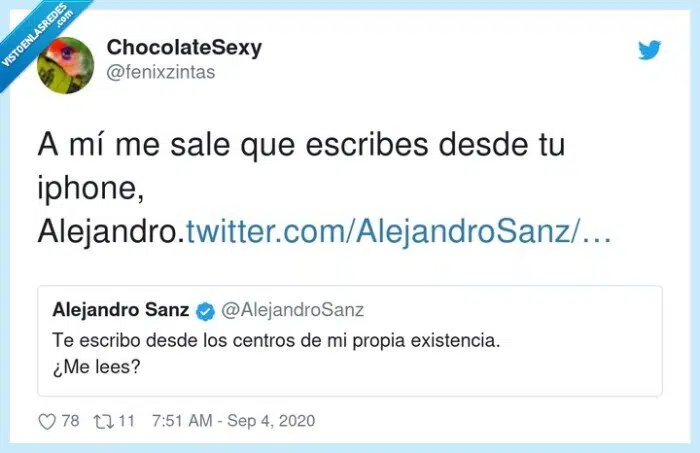 VISTOENLASREDES
.com
ChocolateSexy
@fenixzintas
A mí me sale que escribes desde tu
iphone,
Alejandro.twitter.com/AlejandroSanz/…
Alejandro Sanz @AlejandroSanz
Te escribo desde los centros de mi propia existencia.
¿Me lees?
78 11 7:51 AM - Sep 4, 2020